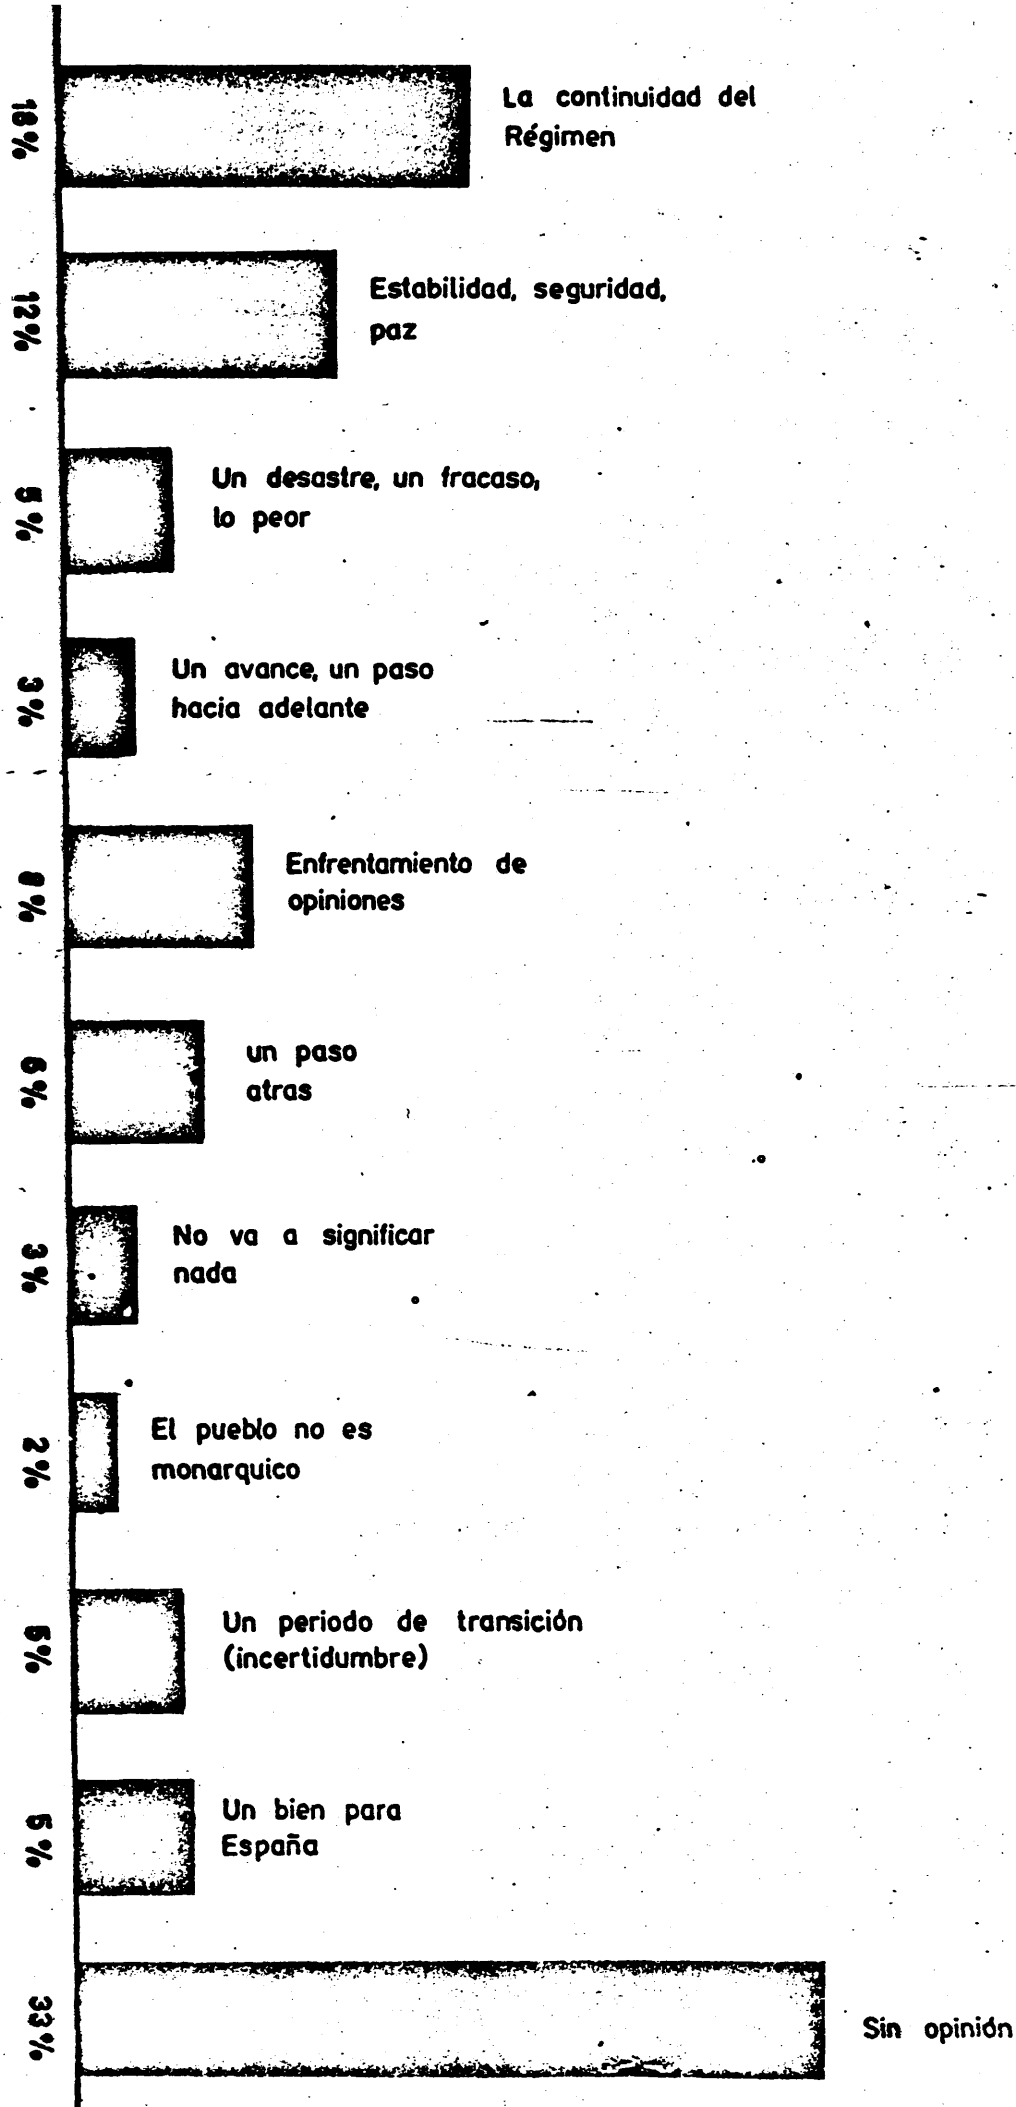 18%
La continuidad del
Régimen
12%
Estabilidad, seguridad,
paz
5%
Un desastre, un fracaso,
lo peor
3%
Un avance, un paso
hacia adelante
8%
Enfrentamiento de
opiniones
6%
un paso
atras
3%
No va a significar
nada
2%
El pueblo no es
monarquico
5%
Un periodo de transición
(incertidumbre)
5%
Un bien para
España
33%
Sin opinión